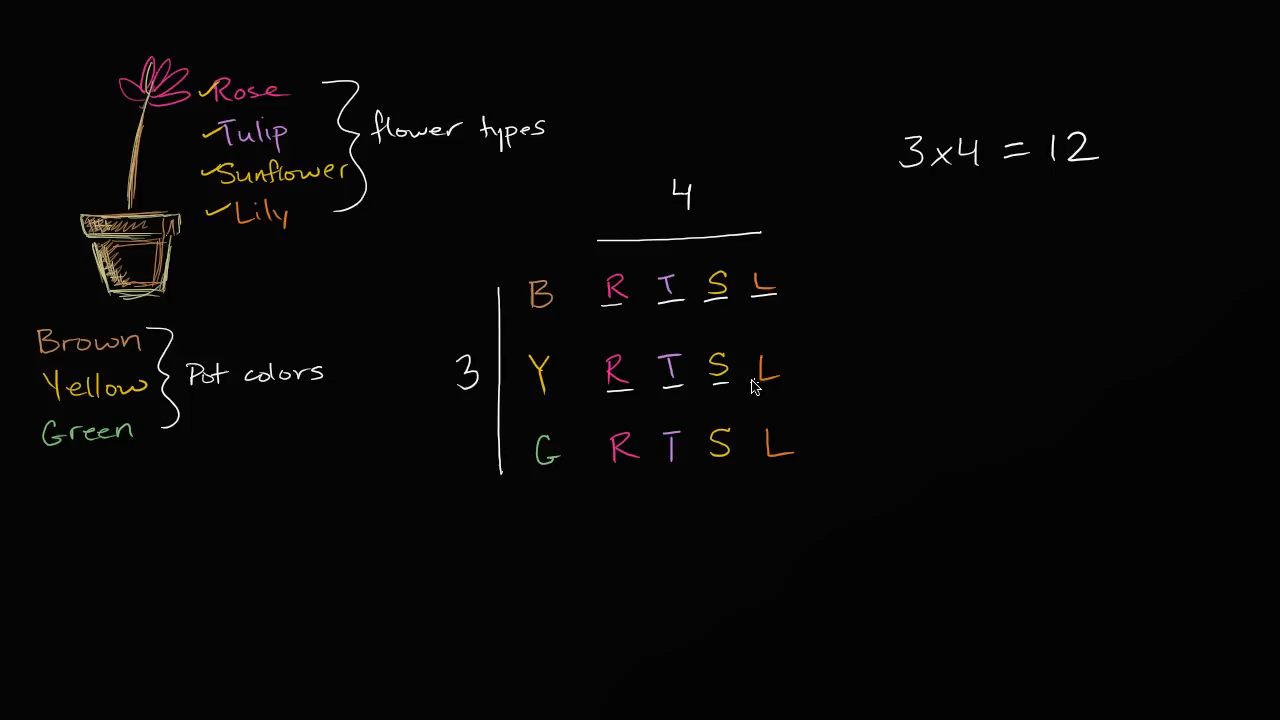 Rose
Tulip
Sunflower
Lily
flower types
3x4 = 12
4
B R T S L
3 Y R T S L
G R T S L
Brown
Yellow
Green
Pot colors